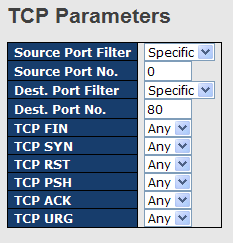 TCP Parameters
Source Port Filter Specific
Source Port No. 0
Dest. Port Filter Specific
Dest. Port No. 80
TCP FIN Any
TCP SYN Any
TCP RST Any
TCP PSH Any
TCP ACK Any
TCP URG Any